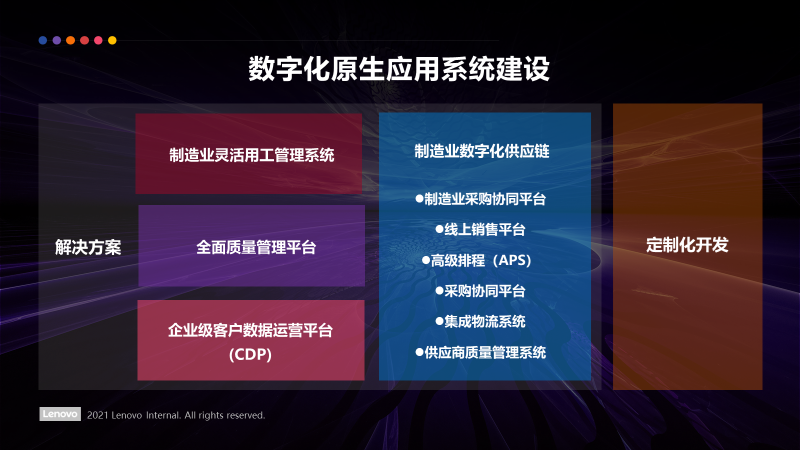 数字化原生应用系统建设
解决方案
制造业灵活用工管理系统
全面质量管理平台
企业级客户数据运营平台
（CDP）
制造业数字化供应链
●制造业采购协同平台
●线上销售平台
●高级排程（APS）
●采购协同平台
●集成物流系统
●供应商质量管理系统
定制化开发
Lenovo 2021 Lenovo Internal. All rights reserved.